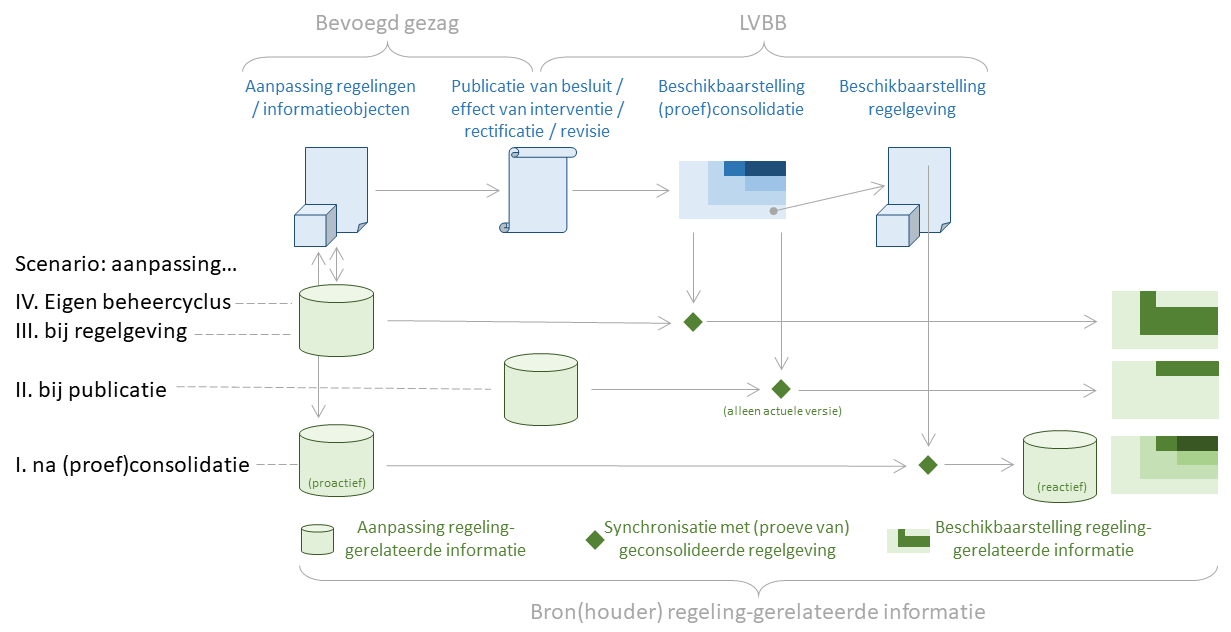 Bevoegd gezag
LVBB
Aanpassing regelingen
/ informatieobjecten
Publicatie van besluit /
effect van interventie /
rectificatie / revisie
Beschikbaarstelling
(proef)consolidatie
Beschikbaarstelling
regelgeving
Scenario: aanpassing...
IV. Eigen beheercyclus
III. bij regelgeving
II. bij publicatie
(alleen actuele versie)
I. na (proef)consolidatie
(proactief)
(reactief)
Aanpassing regeling-
gerelateerde informatie
Synchronisatie met (proeve van)
geconsolideerde regelgeving
Beschikbaarstelling regeling-
gerelateerde informatie
Bron(houder) regeling-gerelateerde informatie